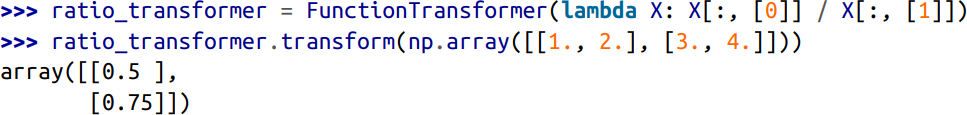 >>> ratio_transformer = FunctionTransformer(lambda X: X[:, [0]] / X[:, [1]])
>>> ratio_transformer.transform(np.array([[1., 2.], [3., 4.]]))
array([[0.5 ],
       [0.75]])